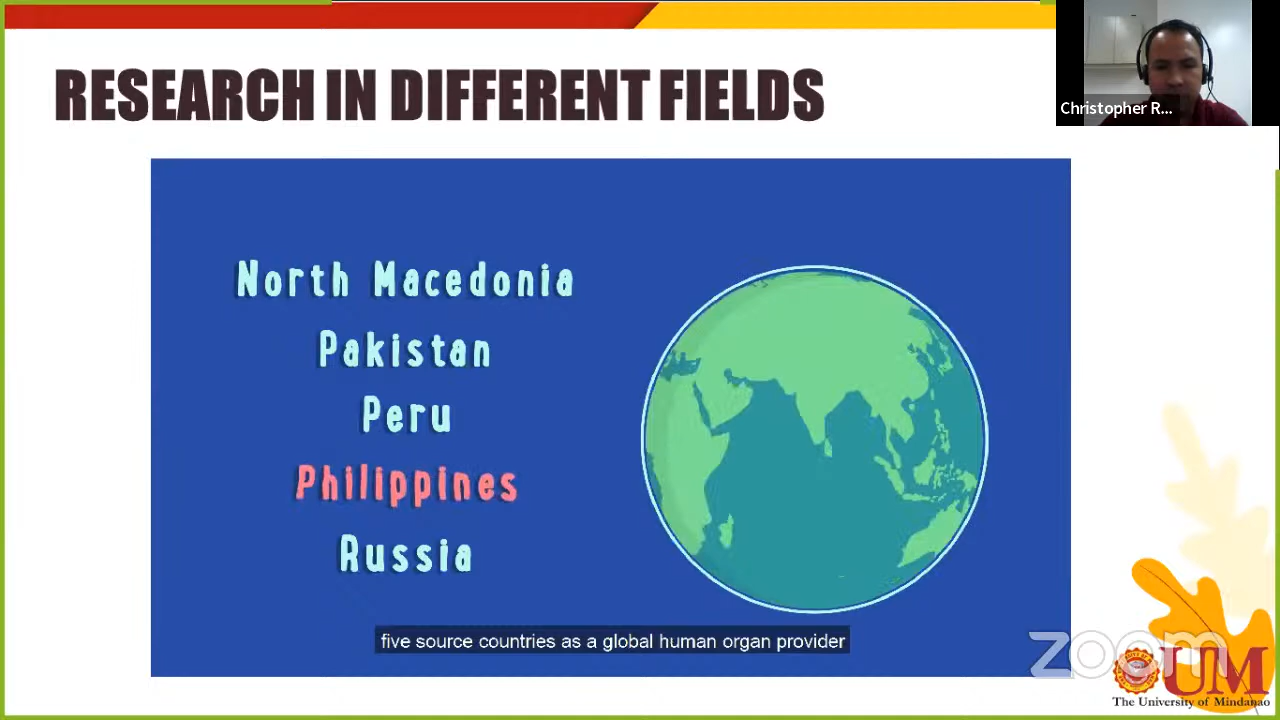 RESEARCH IN DIFFERENT FIELDS
Christopher R...
North Macedonia
Pakistan
Peru
Philippines
Russia
five source countries as a global human organ provider
zoom
UM
The University of Mindanao